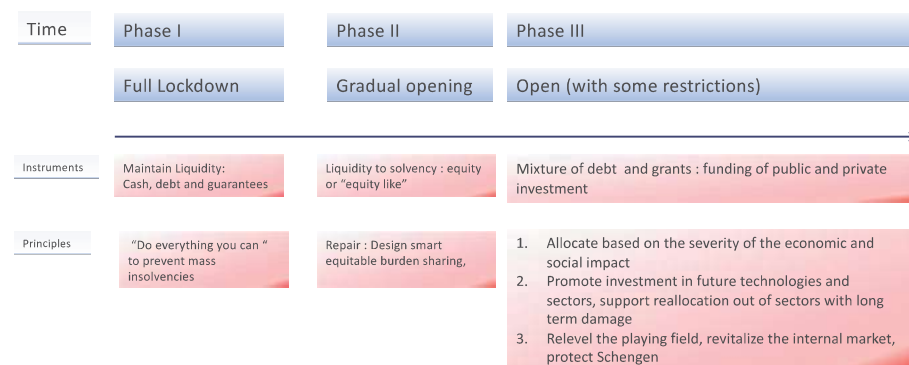 Time
Phase I
Phase II
Phase III
Full Lockdown
Gradual opening
Open (with some restrictions)
Instruments
Maintain Liquidity:
Cash, debt and guarantees
Liquidity to solvency : equity
or “equity like”
Mixture of debt and grants : funding of public and private
investment
Principles
“Do everything you can “
to prevent mass
insolvencies
Repair : Design smart
equitable burden sharing,
1. Allocate based on the severity of the economic and
social impact
2. Promote investment in future technologies and
sectors, support reallocation out of sectors with long
term damage
3. Relevel the playing field, revitalize the internal market,
protect Schengen